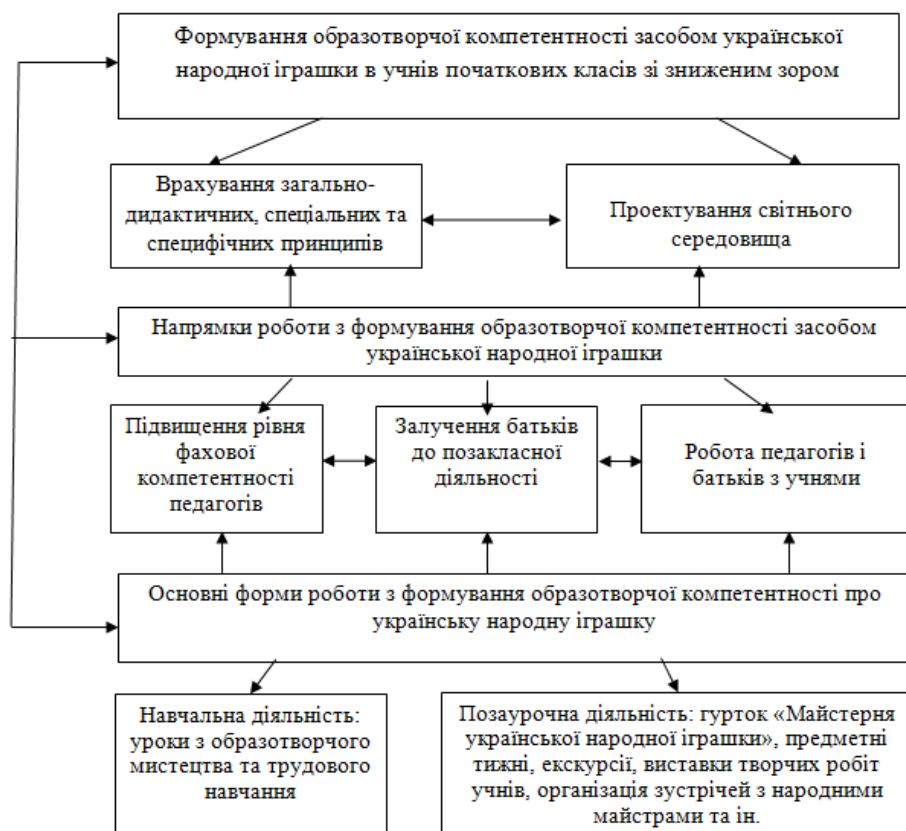 Формування образотворчої компетентності засобом української
народної іграшки в учнів початкових класів зі зниженим зором
Врахування загально-
дидактичних, спеціальних та
специфічних принципів
Проектування світнього
середовища
Напрямки роботи з формування образотворчої компетентності засобом
української народної іграшки
Підвищення рівня
фахової
компетентності
педагогів
Залучення батьків
до позакласної
діяльності
Робота педагогів і
батьків з учнями
Основні форми роботи з формування образотворчої компетентності про
українську народну іграшку
Навчальна діяльність:
уроки з образотворчого
мистецтва та трудового
навчання
Позаурочна діяльність: гурток «Майстерня
української народної іграшки», предметні
тижні, екскурсії, виставки творчих робіт
учнів, організація зустрічей з народними
майстрами та ін.